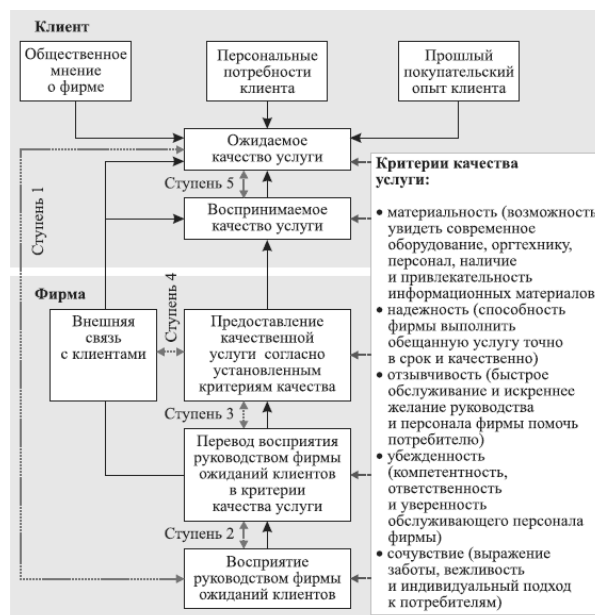 Клиент
Общественное
мнение
о фирме
Персональные
потребности
клиента
Прошлый
покупательский
опыт клиента
Ожидаемое
качество услуги
Ступень 1
Ступень 5
Воспринимаемое
качество услуги
Критерии качества
услуги:
• материальность (возможность
увидеть современное
оборудование, оргтехнику,
персонал, наличие
и привлекательность
информационных материалов
• надежность (способность
фирмы выполнить
обещанную услугу точно
в срок и качественно)
• отзывчивость (быстрое
обслуживание и искреннее
желание руководства
и персонала фирмы помочь
потребителю)
• убежденность
(компетентность,
ответственность
и уверенность
обслуживающего персонала
фирмы)
• сочувствие (выражение
заботы, вежливость
и индивидуальный подход
к потребителям)
Фирма
Ступень 4
Внешняя
связь
с клиентами
Предоставление
качественной
услуги согласно
установленным
критериям качества
Ступень 3
Перевод восприятия
руководством фирмы
ожиданий клиентов
в критерии
качества услуги
Ступень 2
Восприятие
руководством фирмы
ожиданий клиентов